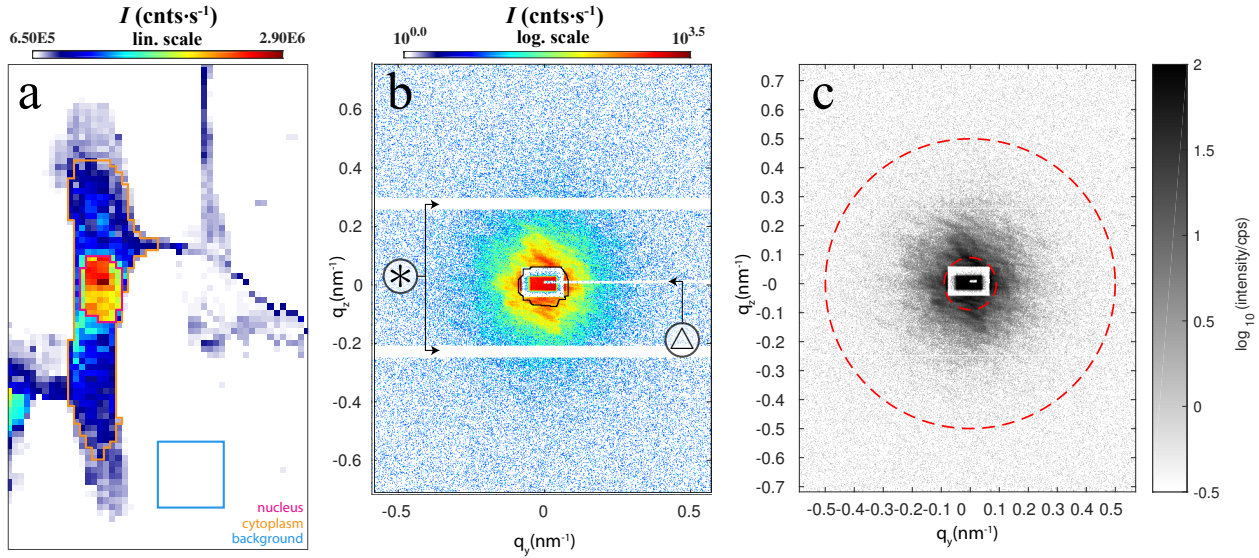 I (cnts·s⁻¹)
6.50E5 lin. scale 2.90E6
a
nucleus
cytoplasm
background
I (cnts·s⁻¹)
10^0.0 log. scale 10^3.5
b
0.6
0.4
0.2
0
-0.2
-0.4
-0.6
q_z(nm⁻¹)
-0.5 0 0.5
q_y(nm⁻¹)
c
0.7
0.6
0.5
0.4
0.3
0.2
0.1
-0
-0.1
-0.2
-0.3
-0.4
-0.5
-0.6
-0.7
q_z(nm⁻¹)
-0.5 -0.4 -0.3 -0.2 -0.1 0 0.1 0.2 0.3 0.4 0.5
q_y(nm⁻¹)
2
1.5
1
0.5
0
-0.5
log₁₀(intensity/cps)